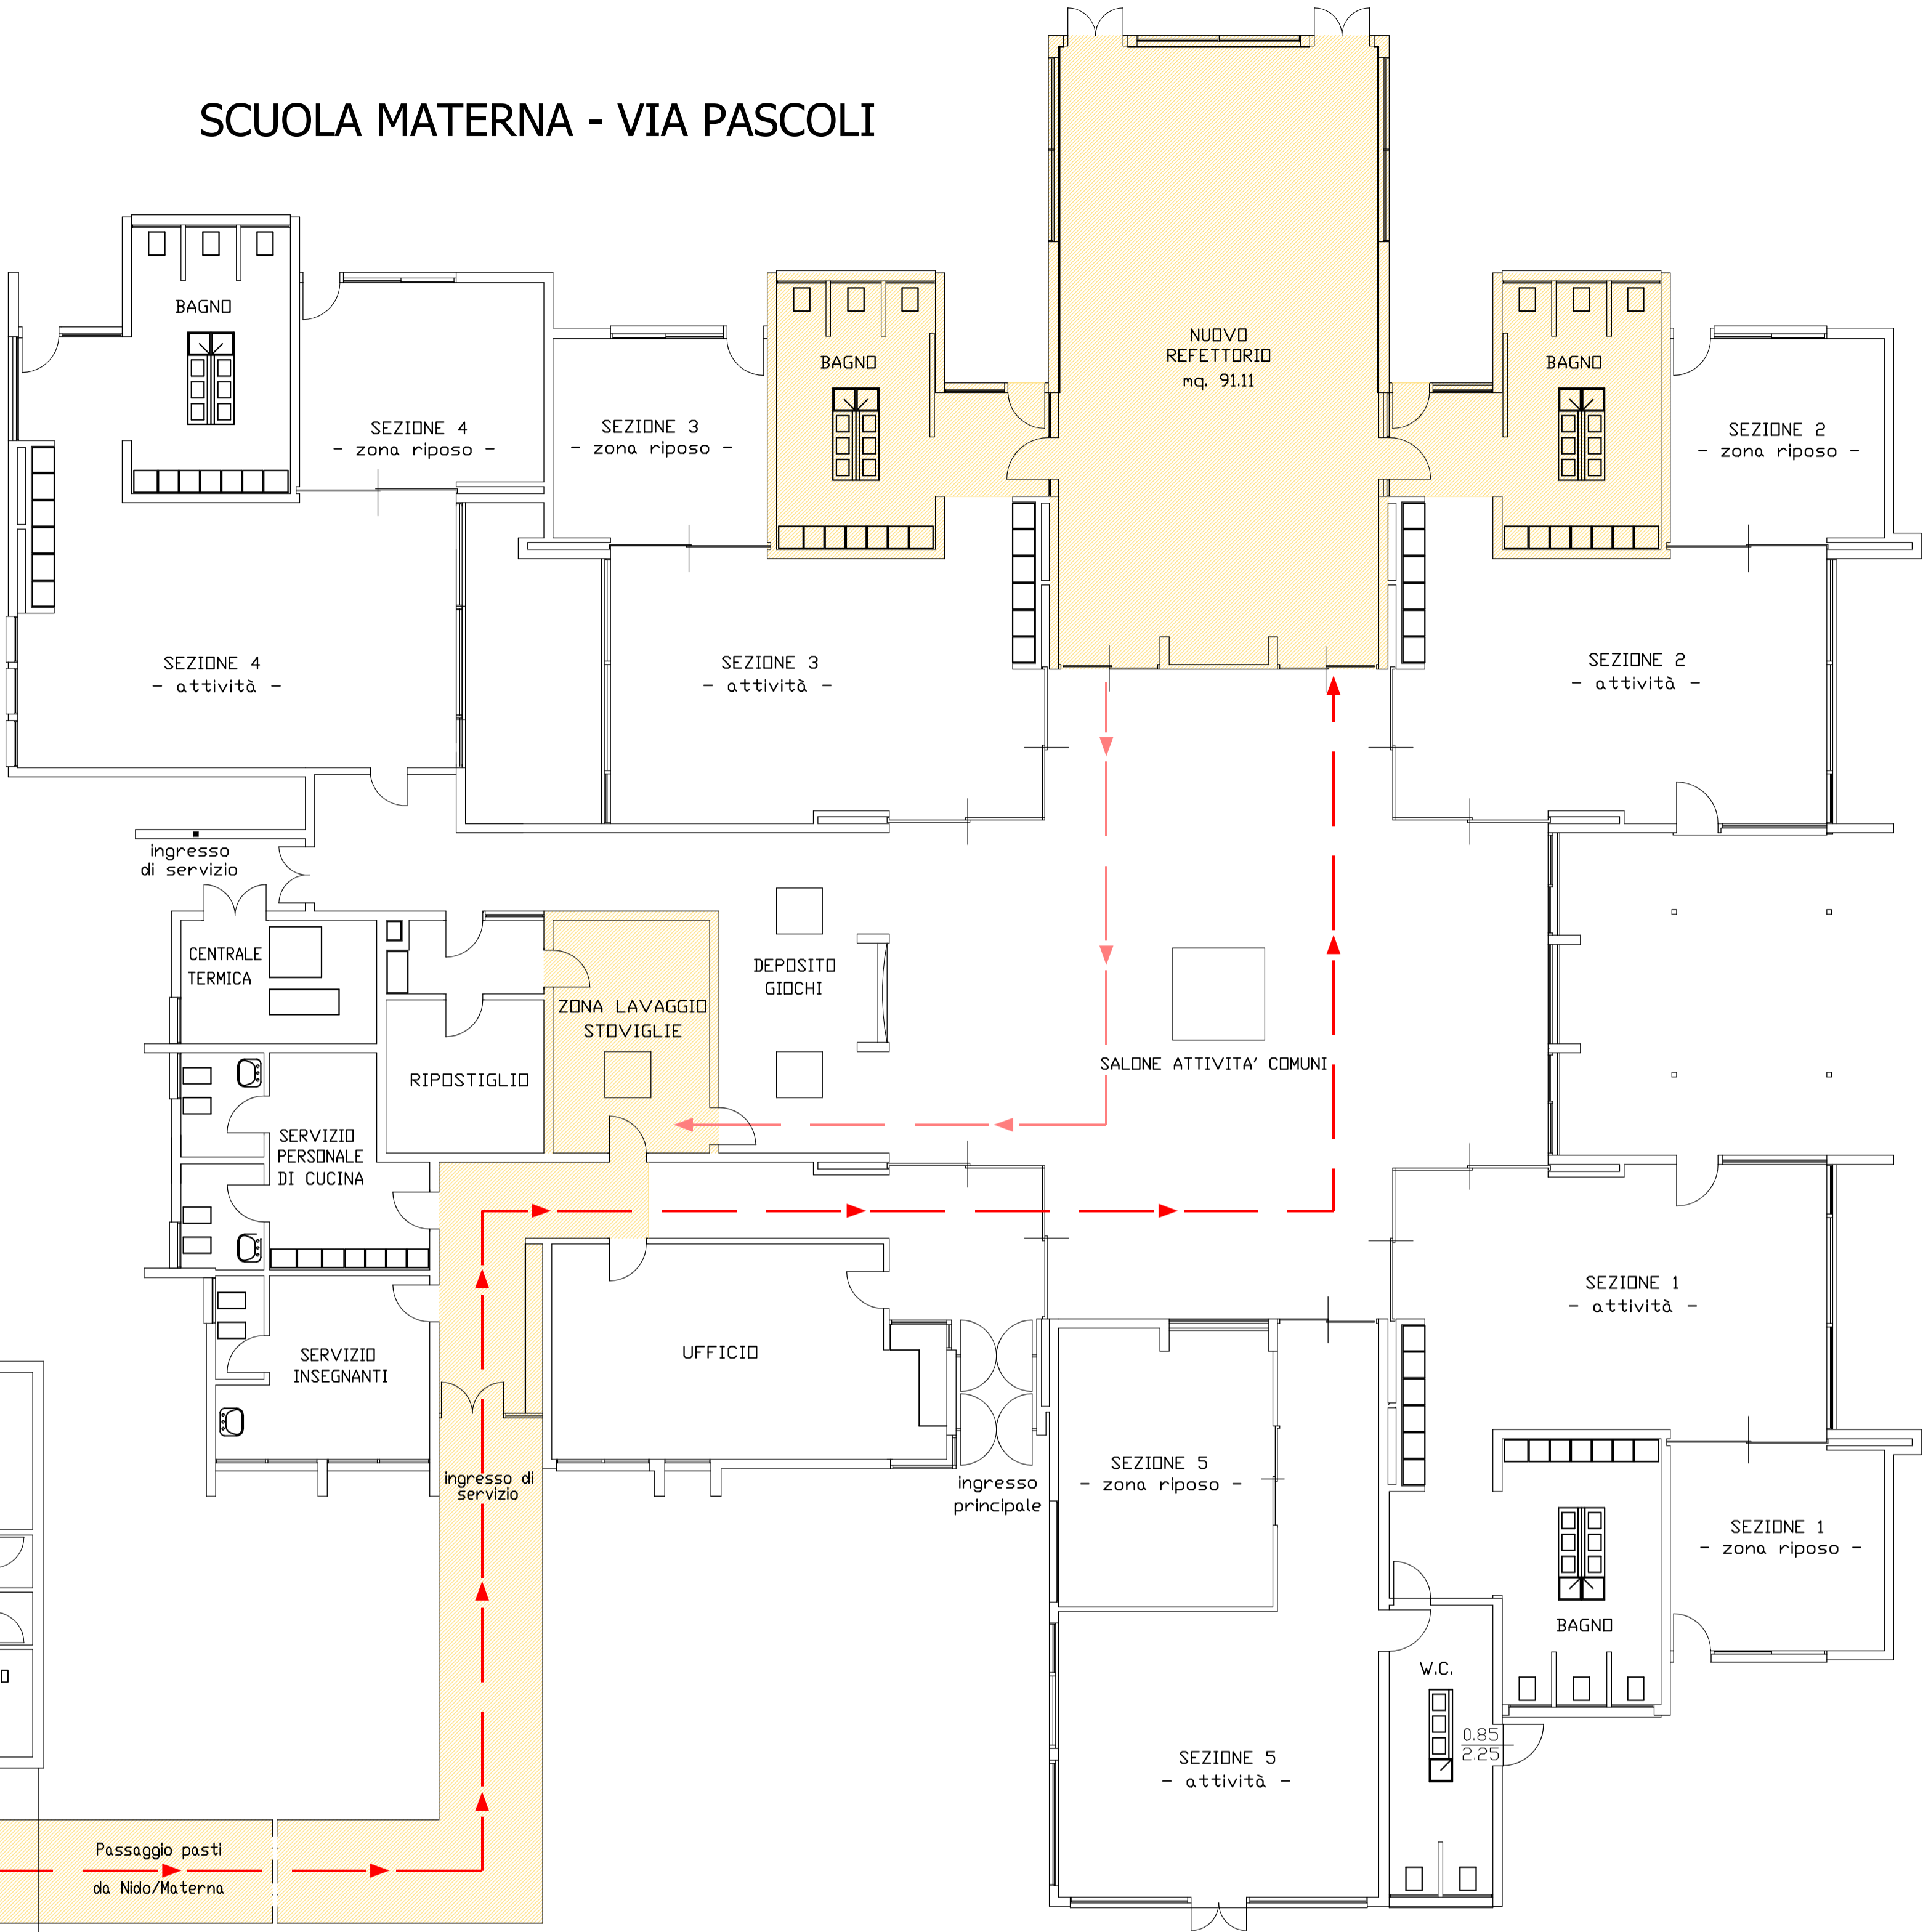 SCUOLA MATERNA - VIA PASCOLI
BAGNO
SEZIONE 4
- zona riposo -
SEZIONE 3
- zona riposo -
BAGNO
NUOVO
REFETTORIO
mq. 91.11
BAGNO
SEZIONE 2
- zona riposo -
SEZIONE 4
- attività -
SEZIONE 3
- attività -
SEZIONE 2
- attività -
ingresso
di servizio
CENTRALE
TERMICA
ZONA LAVAGGIO
STOVIGLIE
DEPOSITO
GIOCHI
SALONE ATTIVITA' COMUNI
RIPOSTIGLIO
SERVIZIO
PERSONALE
DI CUCINA
SERVIZIO
INSEGNANTI
UFFICIO
SEZIONE 1
- attività -
ingresso di
servizio
ingresso
principale
SEZIONE 5
- zona riposo -
SEZIONE 1
- zona riposo -
BAGNO
W.C.
0.85
2.25
SEZIONE 5
- attività -
Passaggio pasti
da Nido/Materna